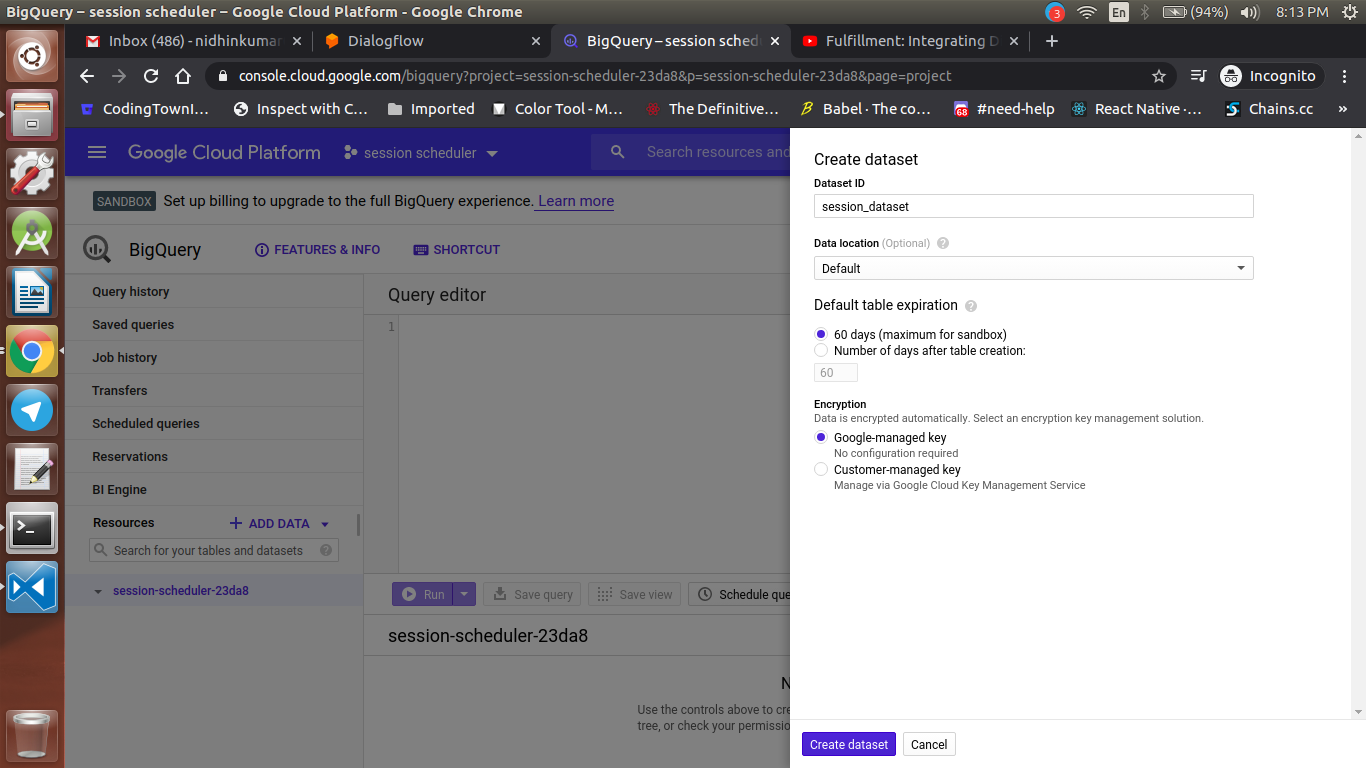 BigQuery – session scheduler – Google Cloud Platform - Google Chrome
3 En (94%) 8:13 PM
Inbox (486) - nidhinkumar
Dialogflow
BigQuery – session sched
Fulfillment: Integrating D
console.cloud.google.com/bigquery?project=session-scheduler-23da8&p=session-scheduler-23da8&page=project
Incognito
CodingTownI... Inspect with C... Imported Color Tool - M... The Definitive... Babel · The co... 68 #need-help React Native ·... Chains.cc »
Google Cloud Platform
session scheduler
Search resources and
SANDBOX Set up billing to upgrade to the full BigQuery experience. Learn more
BigQuery
FEATURES & INFO
SHORTCUT
Query history
Saved queries
Job history
Transfers
Scheduled queries
Reservations
BI Engine
Resources
ADD DATA
Search for your tables and datasets
session-scheduler-23da8
Query editor
1
Run
Save query
Save view
Schedule que
session-scheduler-23da8
N
Use the controls above to cre
tree, or check your permissio
Create dataset
Dataset ID
session_dataset
Data location (Optional)
Default
Default table expiration
60 days (maximum for sandbox)
Number of days after table creation:
60
Encryption
Data is encrypted automatically. Select an encryption key management solution.
Google-managed key
No configuration required
Customer-managed key
Manage via Google Cloud Key Management Service
Create dataset
Cancel